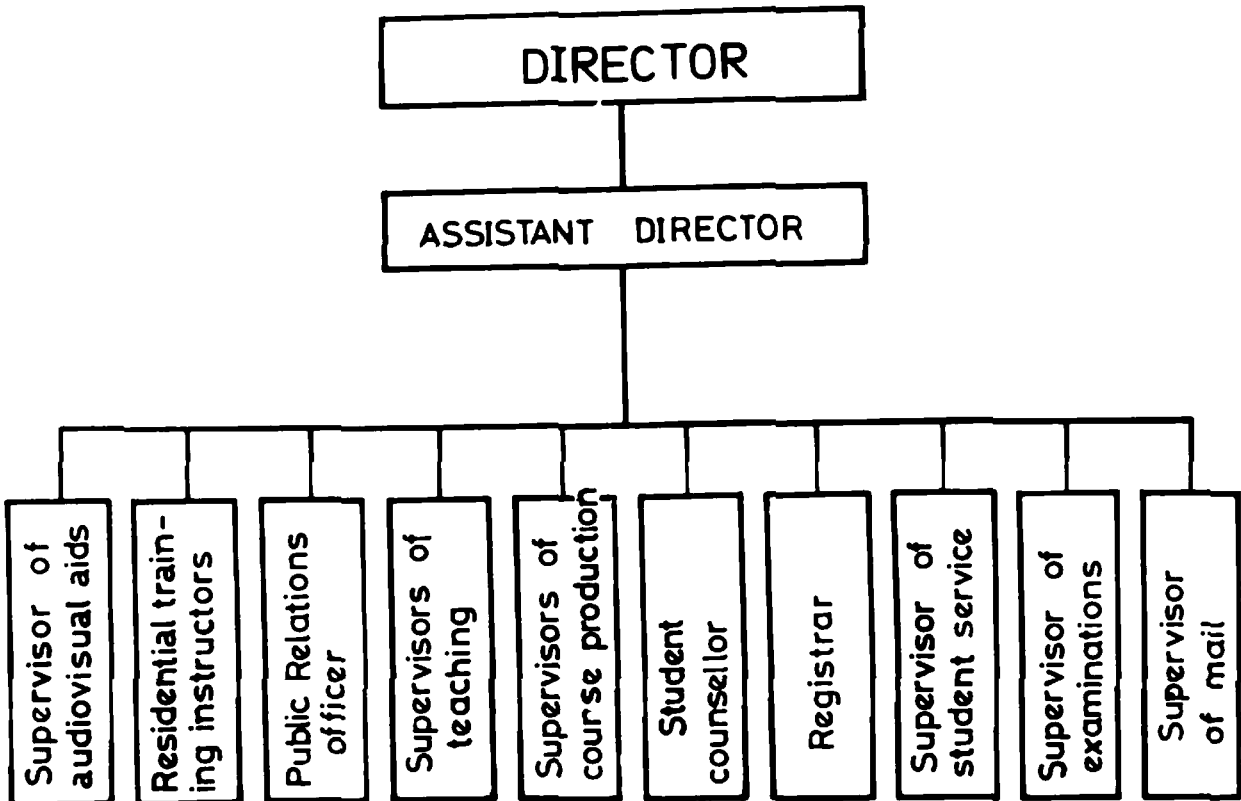 DIRECTOR
ASSISTANT DIRECTOR
Supervisor of
audiovisual aids
Residential train-
ing instructors
Public Relations
officer
Supervisors of
teaching
Supervisors of
course production
Student
counsellor
Registrar
Supervisor of
student service
Supervisor of
examinations
Supervisor
of mail